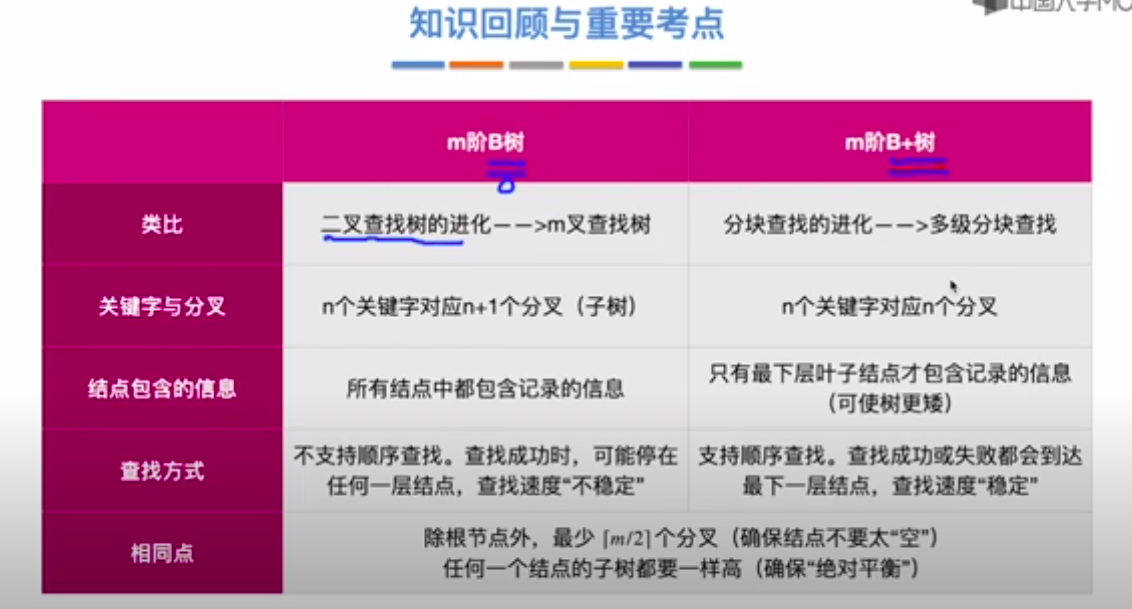 中国大学MO
知识回顾与重要考点
m阶B树
m阶B+树
类比
二叉查找树的进化——>m叉查找树
分块查找的进化——>多级分块查找
关键字与分叉
n个关键字对应n+1个分叉（子树）
n个关键字对应n个分叉
结点包含的信息
所有结点中都包含记录的信息
只有最下层叶子结点才包含记录的信息
（可使树更矮）
查找方式
不支持顺序查找。查找成功时，可能停在
任何一层结点，查找速度“不稳定”
支持顺序查找。查找成功或失败都会到达
最下一层结点，查找速度“稳定”
相同点
除根节点外，最少 ⌈m/2⌉个分叉（确保结点不要太“空”）
任何一个结点的子树都要一样高（确保“绝对平衡”）